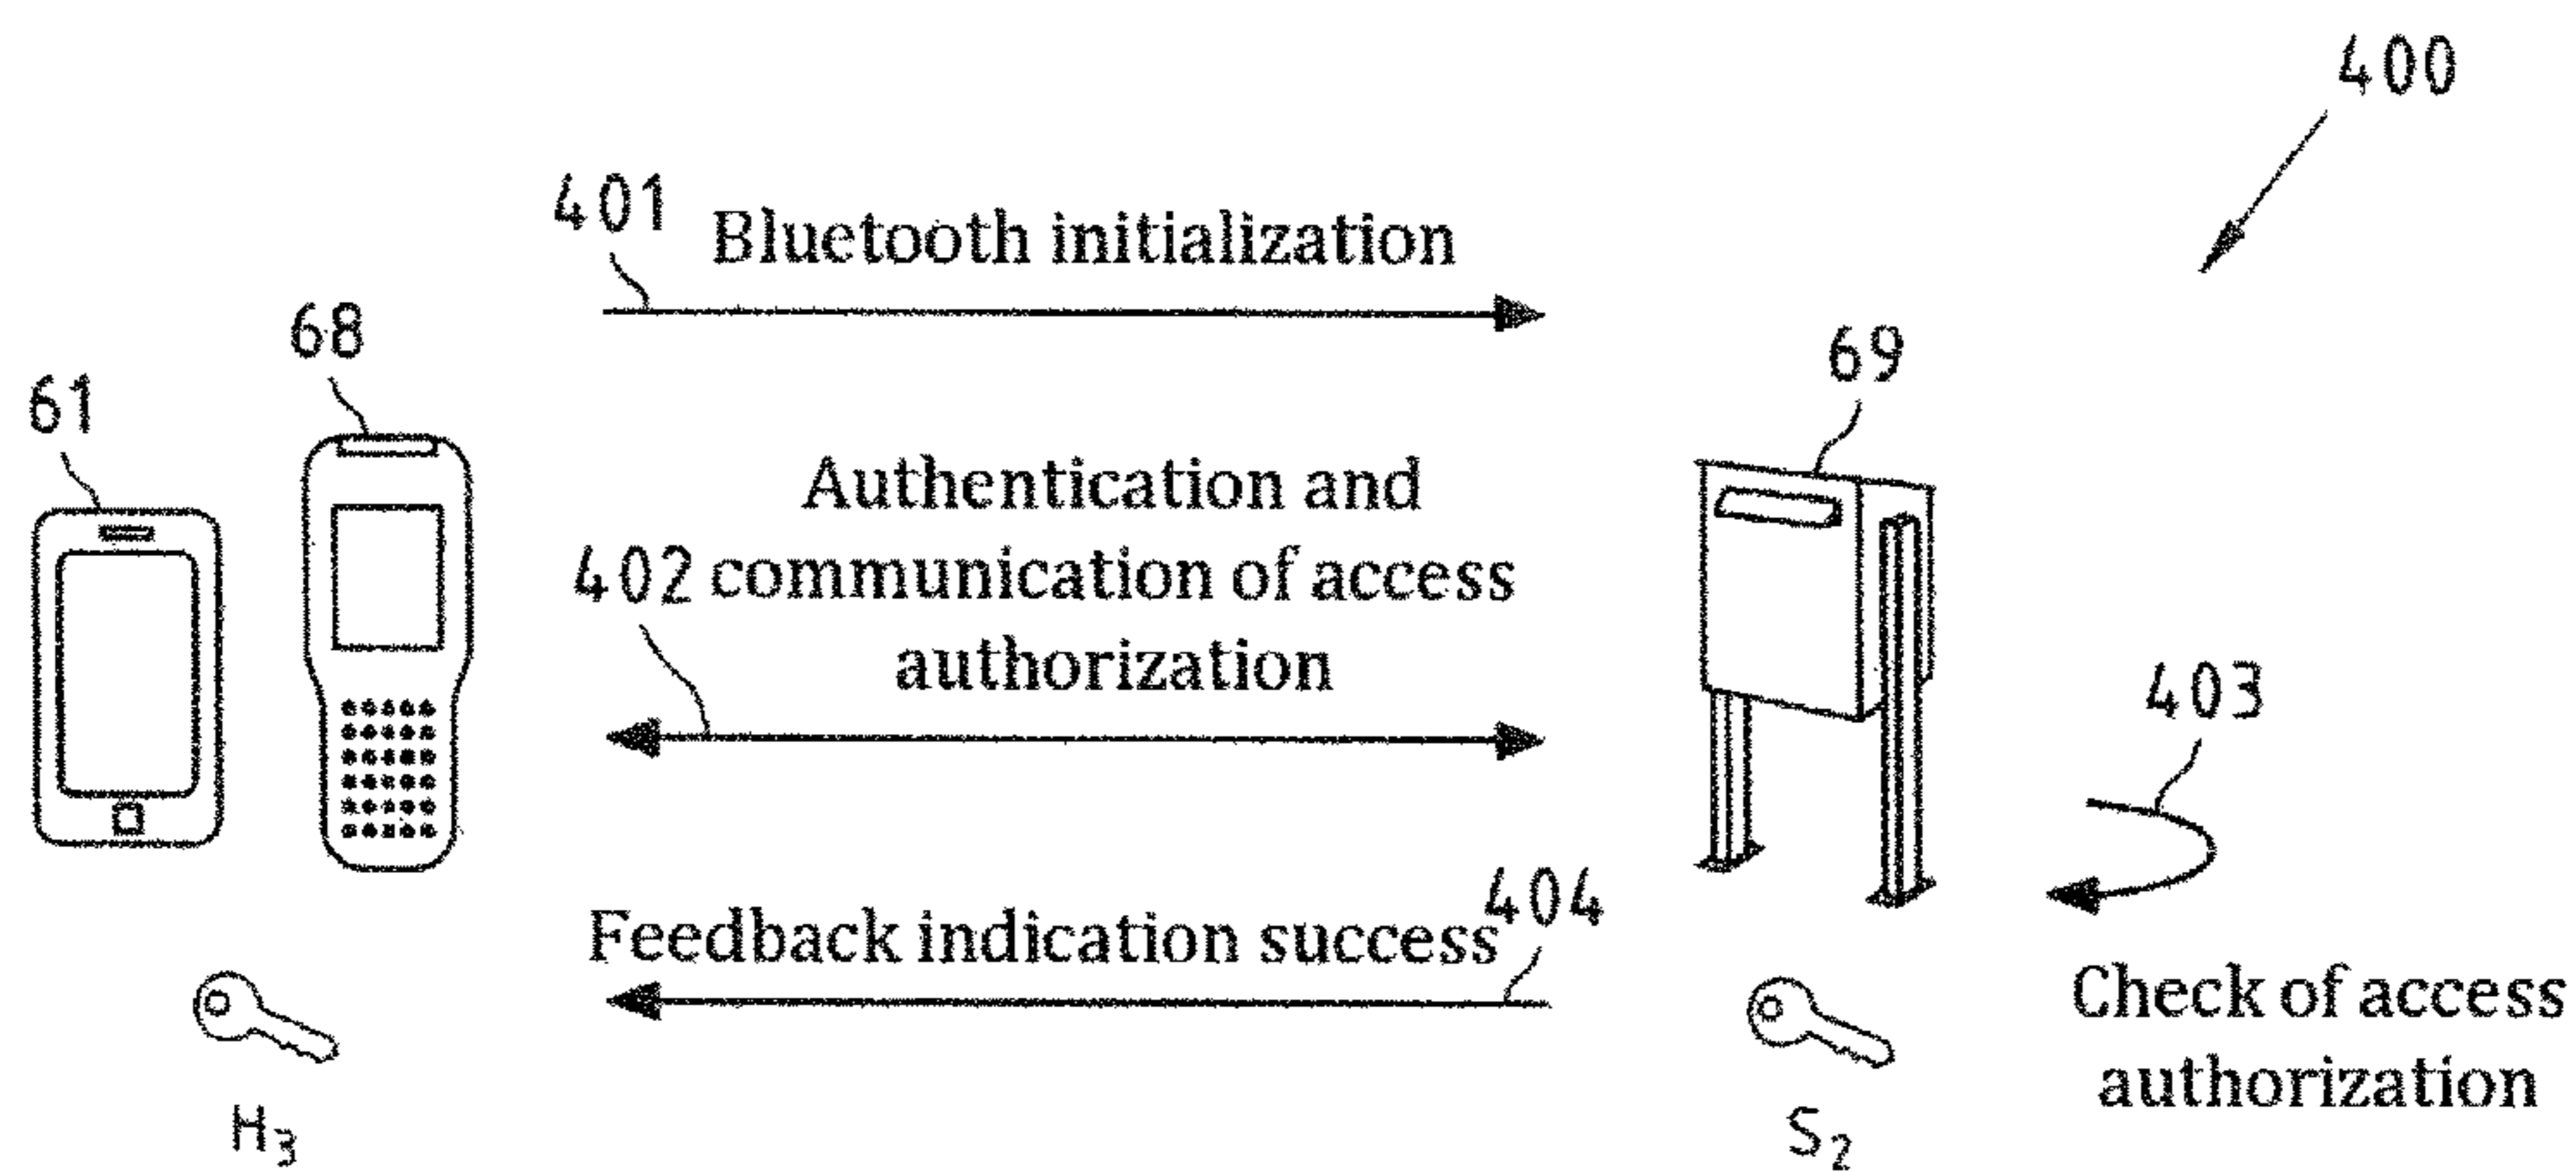 400
401
Bluetooth initialization
68
69
61
Authentication and
402 communication of access
authorization
403
404
Feedback indication success
Check of access
authorization
H₃
S₂